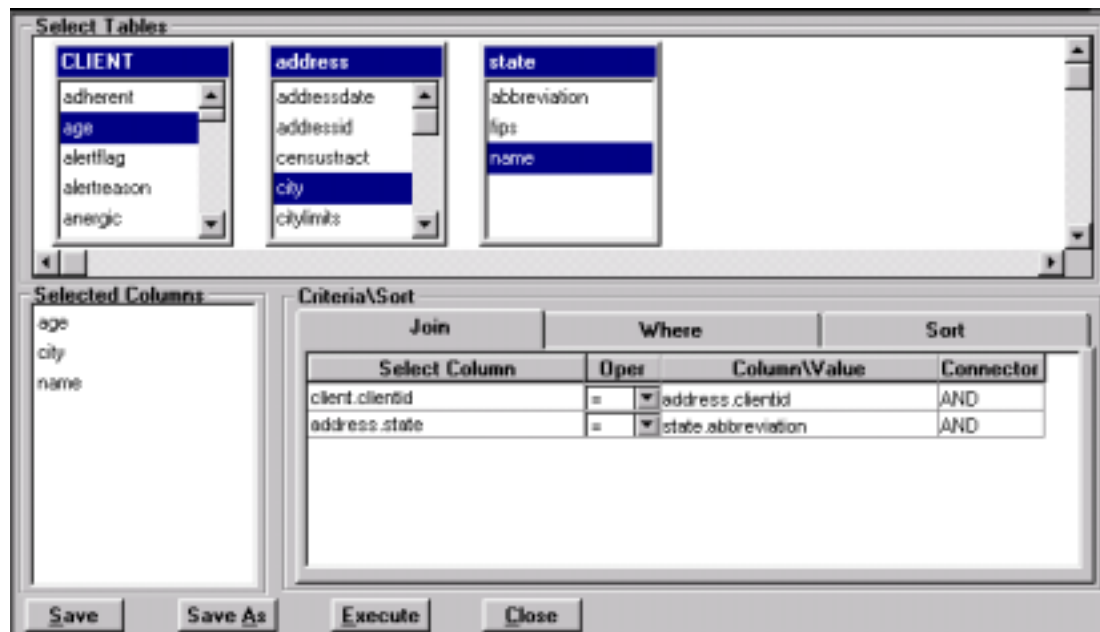 Select Tables
CLIENT
adherent
age
alertflag
alertreason
anergic
address
addressdate
addressid
censustract
city
citylimits
state
abbreviation
fips
name
Selected Columns
age
city
name
Criteria\Sort
Join Where Sort
Select Column Oper Column\Value Connector
client.clientid = address.clientid AND
address.state = state.abbreviation AND
Save Save As Execute Close